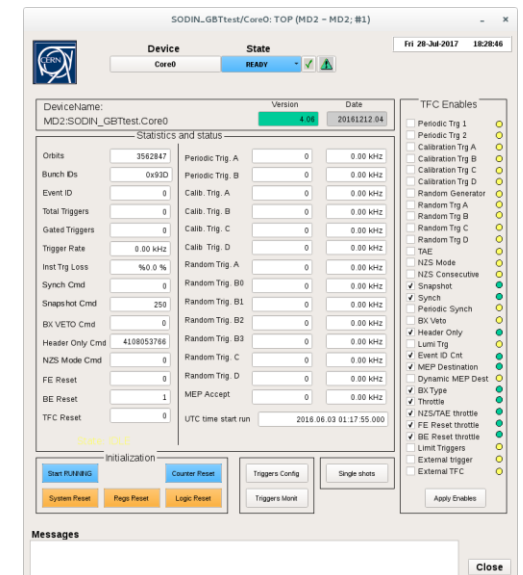 SODIN_GBTtest/Core0: TOP (MD2 - MD2; #1)
CERN
Device State
Core0 READY
Fri 28-Jul-2017 18:28:46
DeviceName: Version Date
MD2:SODIN_GBTtest.Core0 4.08 20161212.04
Statistics and status
Orbits 3562847
Bunch IDs 0x93D
Event ID 0
Total Triggers 0
Gated Triggers 0
Trigger Rate 0.00 kHz
Inst Trg Loss %0.0 %
Synch Cmd 0
Snapshot Cmd 250
BX VETO Cmd 0
Header Only Cmd 4108053766
NZS Mode Cmd 0
FE Reset 0
BE Reset 1
TFC Reset 0
Periodic Trig. A 0 0.00 kHz
Periodic Trig. B 0 0.00 kHz
Calib. Trig. A 0 0.00 kHz
Calib. Trig. B 0 0.00 kHz
Calib. Trig. C 0 0.00 kHz
Calib Trig. D 0 0.00 kHz
Random Trig. A 0 0.00 kHz
Random Trig. B0 0 0.00 kHz
Random Trig. B1 0 0.00 kHz
Random Trig. B2 0 0.00 kHz
Random Trig. B3 0 0.00 kHz
Random Trig. C 0 0.00 kHz
Random Trig. D 0 0.00 kHz
MEP Accept 0 0.00 kHz
UTC time start run 2016.06.03 01:17:55.000
TFC Enables
Periodic Trg 1
Periodic Trg 2
Calibration Trg A
Calibration Trg B
Calibration Trg C
Calibration Trg D
Random Generator
Random Trg A
Random Trg B
Random Trg C
Random Trg D
TAE
NZS Mode
NZS Consecutive
Snapshot
Synch
Periodic Synch
BX Veto
Header Only
Lumi Trg
Event ID Cnt
MEP Destination
Dynamic MEP Dest
BX Type
Throttle
NZS/TAE throttle
FE Reset throttle
BE Reset throttle
Limit Triggers
External trigger
External TFC
Apply Enables
Initialization
Start RUNNING Counter Reset
System Reset Regs Reset Logic Reset
Triggers Config
Triggers Monit
Single shots
Messages
Close